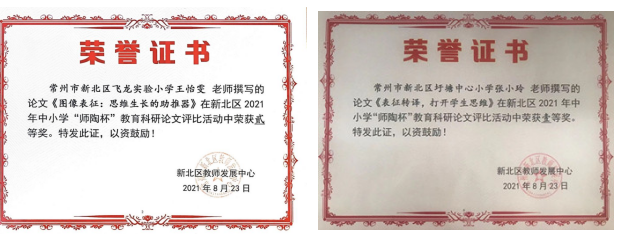 荣誉证书
常州市新北区飞龙实验小学王怡雯 老师撰写的
论文《图像表征：思维生长的助推器》在新北区 2021
年中小学“师陶杯”教育科研论文评比活动中荣获贰
等奖。特发此证，以资鼓励！
新北区教师发展中心
2021 年 8 月 23 日
荣誉证书
常州市新北区圩塘中心小学张小玲 老师撰写的
论文《表征转译，打开学生思维》在新北区 2021 年中
小学“师陶杯”教育科研论文评比活动中荣获壹等奖。
特发此证，以资鼓励！
新北区教师发展中心
2021 年 8 月 23 日